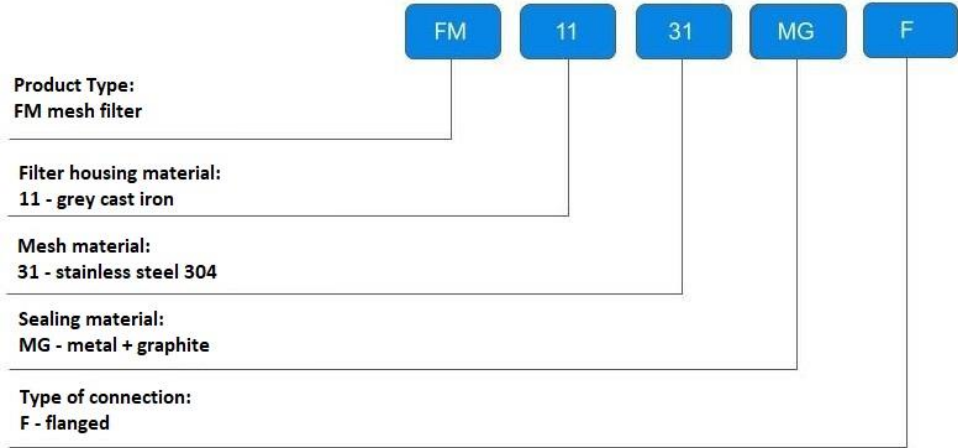 FM 11 31 MG F
Product Type:
FM mesh filter
Filter housing material:
11 - grey cast iron
Mesh material:
31 - stainless steel 304
Sealing material:
MG - metal + graphite
Type of connection:
F - flanged